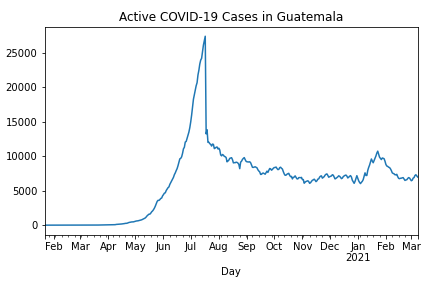 Active COVID-19 Cases in Guatemala
25000
20000
15000
10000
5000
0
Feb Mar Apr May Jun Jul Aug Sep Oct Nov Dec Jan Feb Mar
2021
Day